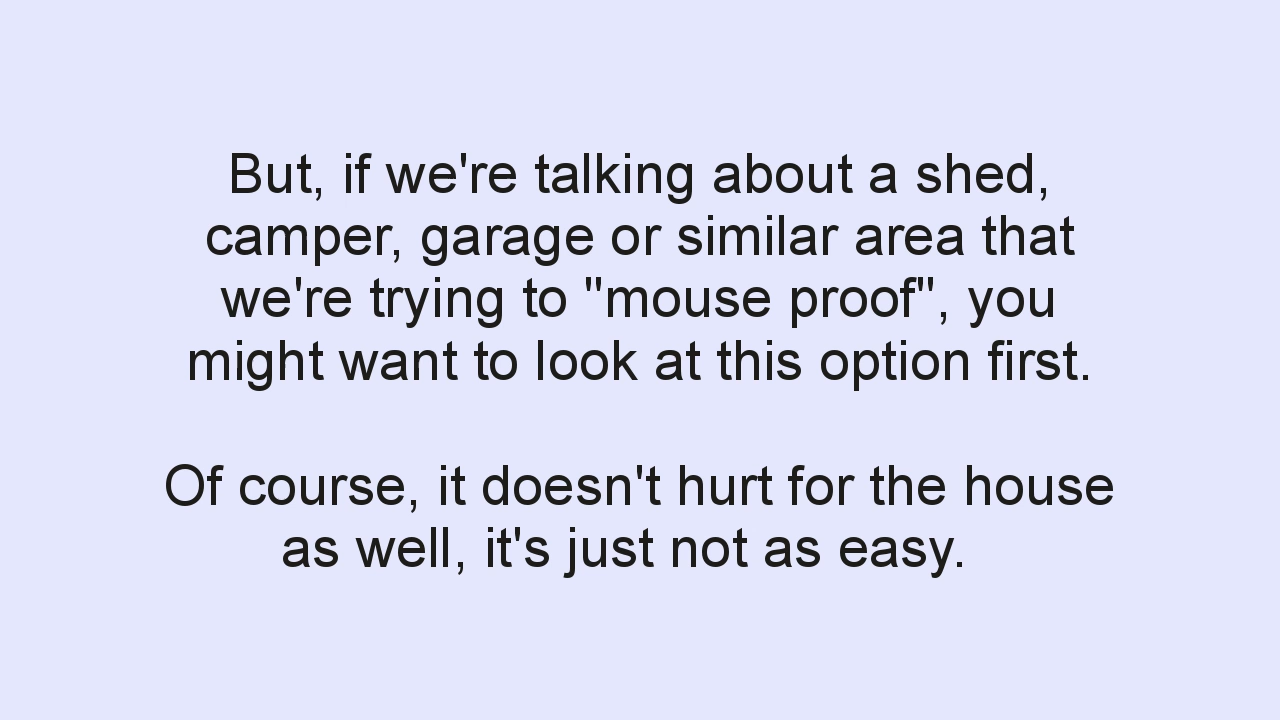 But, if we're talking about a shed,
camper, garage or similar area that
we're trying to "mouse proof", you
might want to look at this option first.
Of course, it doesn't hurt for the house
as well, it's just not as easy.